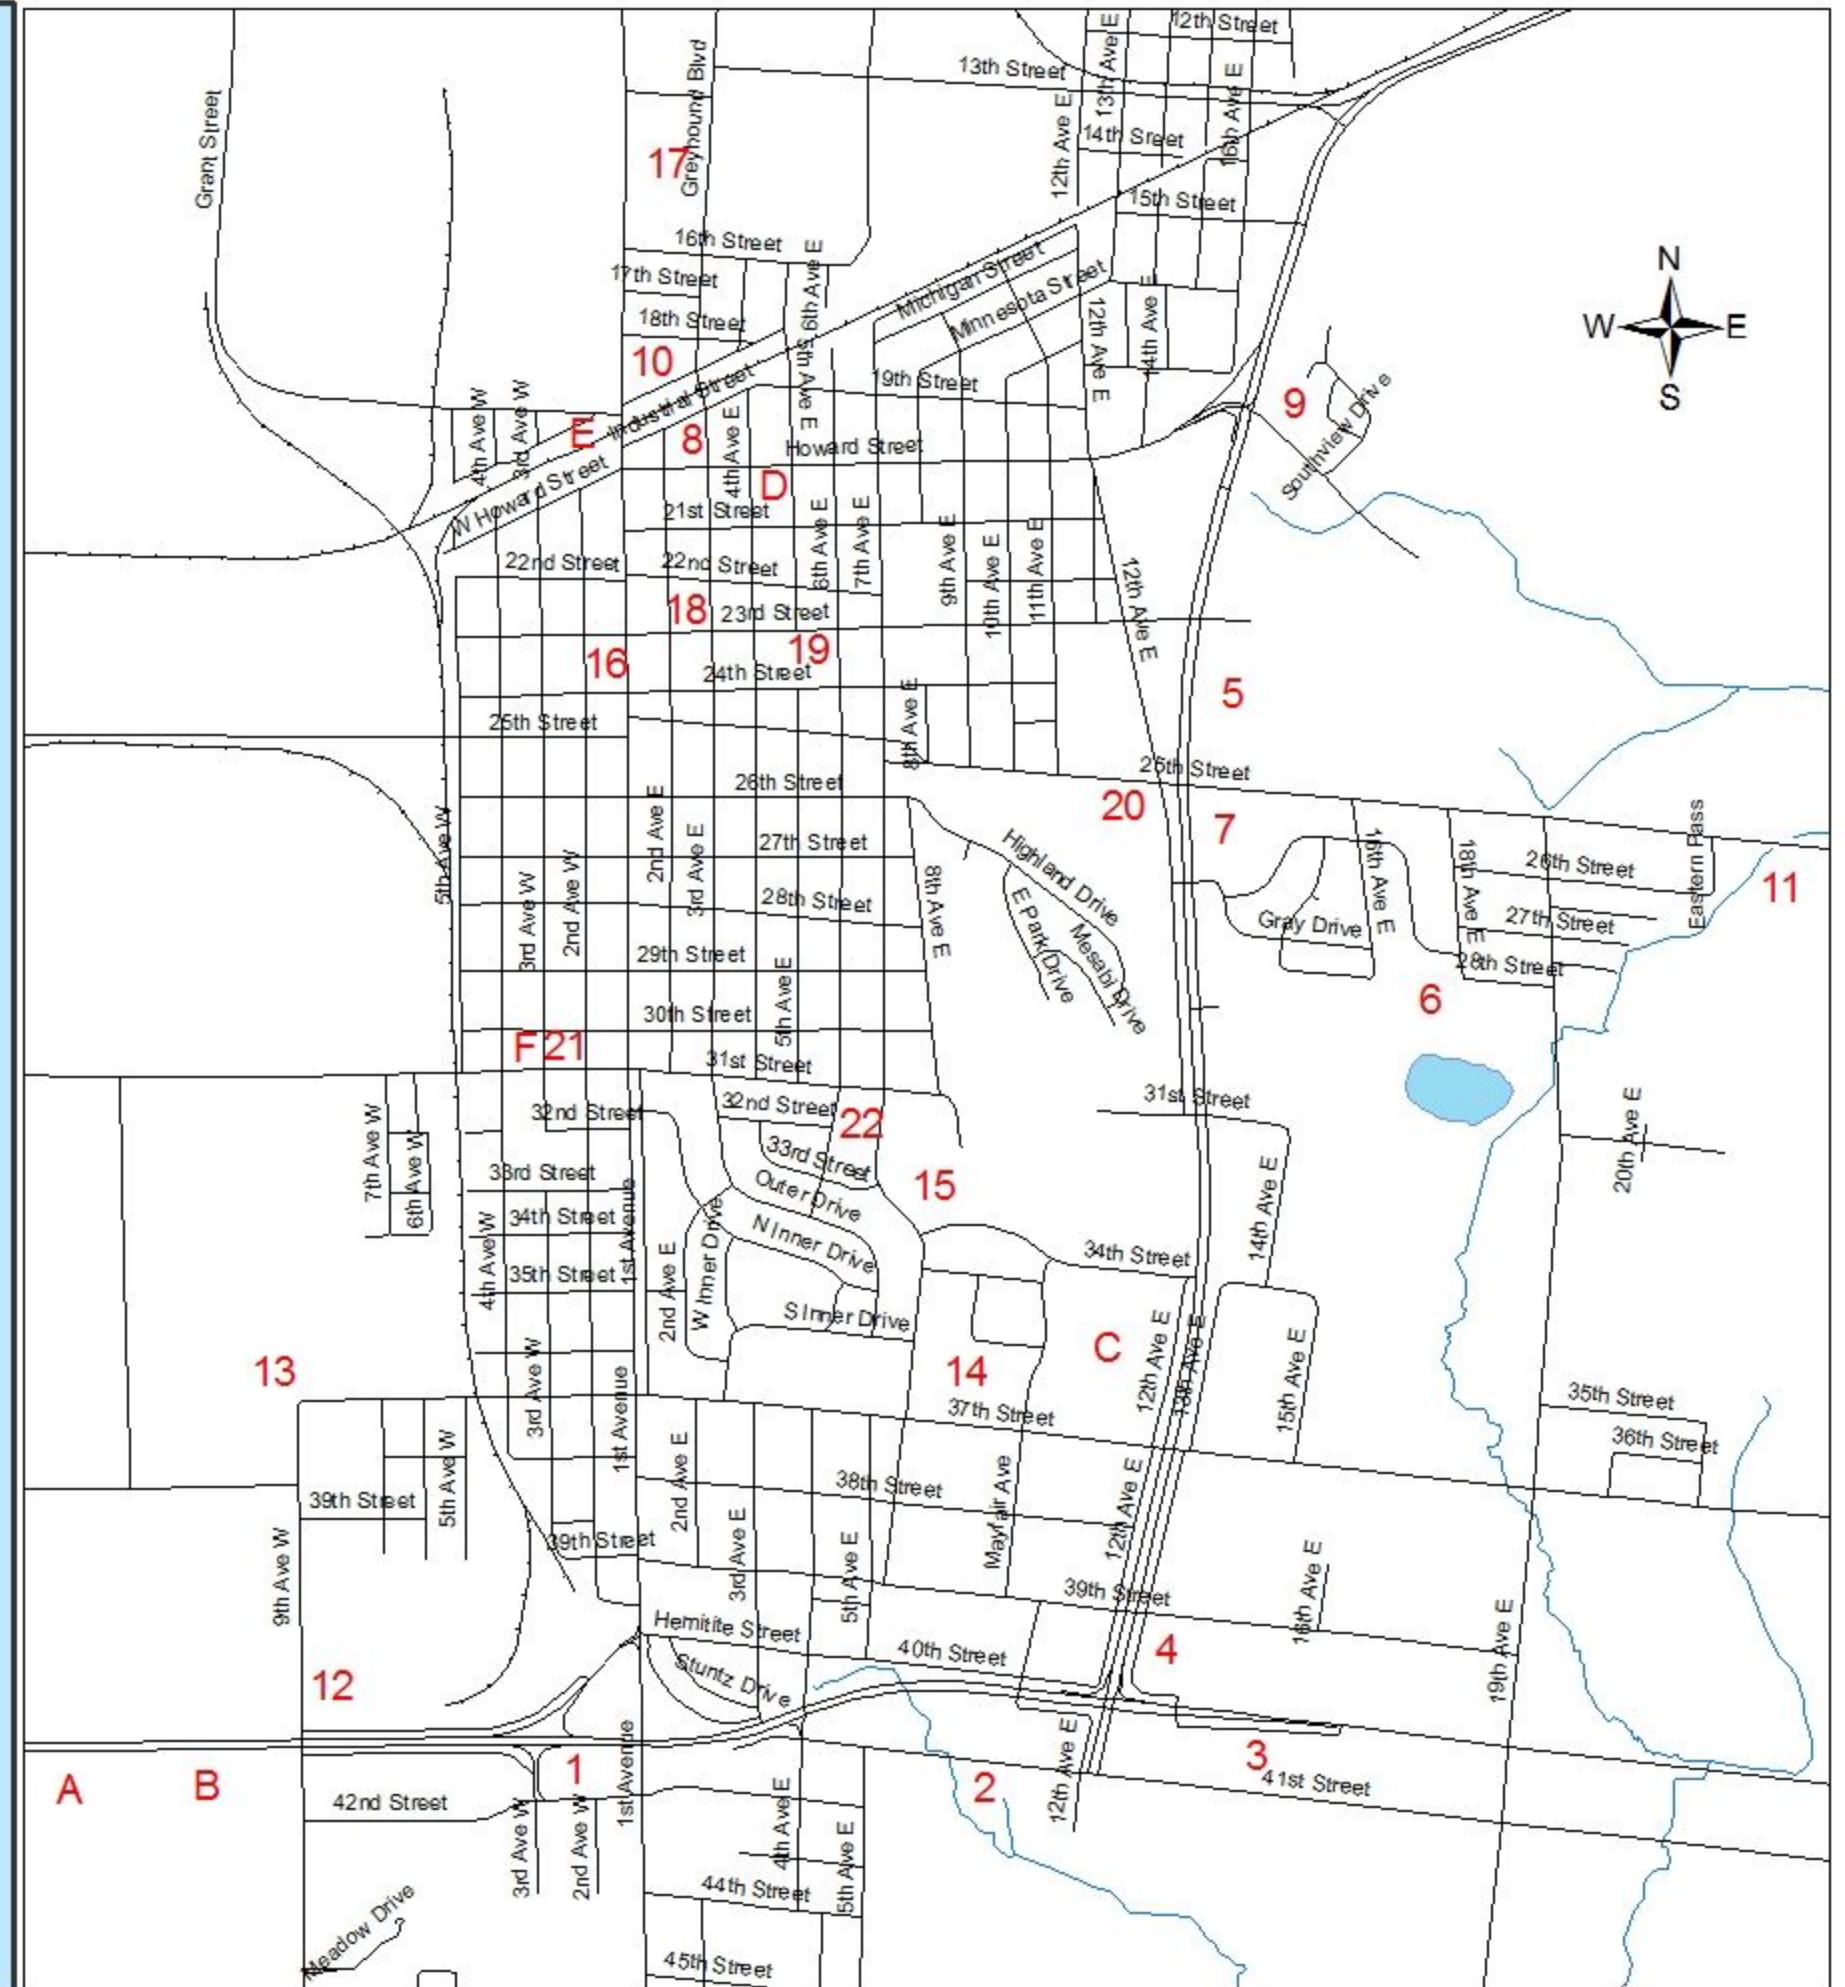 12th Street
13th Ave E
13th Street
Greyhound Blvd
16th Ave E
Grant Street
12th Ave E
14th Sreet
17
15th Street
16th Street
N
W
E
S
17th Street
Michigan Street
Minnesota Street
6th Ave E
18th Street
12th Ave E
14th Ave E
10
5th Ave E
19th Street
Industrial Street
9
Southview Drive
4th Ave W
3rd Ave W
E
8
4th Ave E
Howard Street
W Howard Street
D
21st Street
22nd Street
22nd Street
6th Ave E
7th Ave E
9th Ave E
10th Ave E
11th Ave E
12th Ave E
18
23rd Street
19
16
24th Street
5
25th Street
8th Ave E
25th Street
26th Street
20
7
5th Ave W
2nd Ave E
3rd Ave E
27th Street
Highland Drive
16th Ave E
18th Ave E
26th Street
Eastern Pass
11
3rd Ave W
2nd Ave W
28th Street
8th Ave E
E Park Drive
Mesabi Drive
Gray Drive
27th Street
29th Street
28th Street
5th Ave E
6
30th Street
F
21
31st Street
31st Street
32nd Street
32nd Street
22
20th Ave E
7th Ave W
6th Ave W
33rd Street
33rd Street
15
14th Ave E
Outer Drive
34th Street
1st Avenue
4th Ave W
W Inner Drive
N Inner Drive
34th Street
35th Street
2nd Ave E
S Inner Drive
C
12th Ave E
13th Ave E
15th Ave E
13
3rd Ave W
14
1st Avenue
37th Street
35th Street
36th Street
5th Ave W
2nd Ave E
38th Street
Mayfair Ave
12th Ave E
39th Street
39th Street
9th Ave W
3rd Ave E
5th Ave E
39th Street
16th Ave E
19th Ave E
Hemitite Street
40th Street
4
12
Stuntz Drive
1st Avenue
12th Ave E
A
B
1
2
3
41st Street
42nd Street
3rd Ave W
2nd Ave W
4th Ave E
5th Ave E
44th Street
Meadow Drive
45th Street